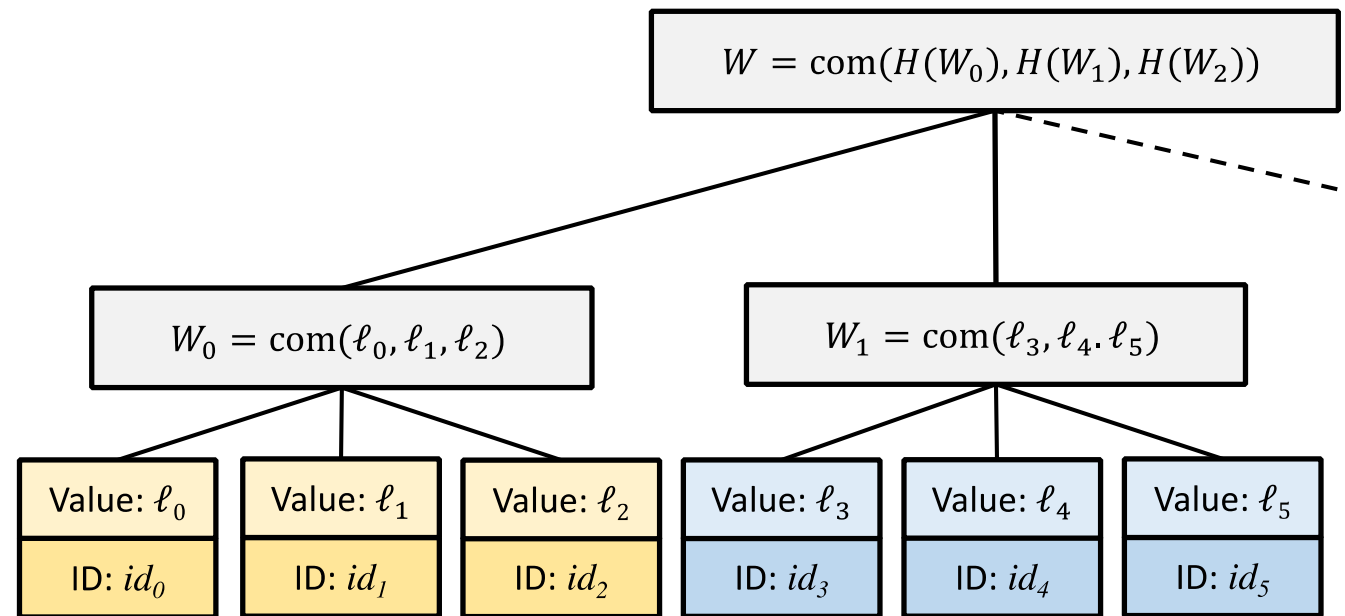 W = com(H(W₀), H(W₁), H(W₂))
W₀ = com(ℓ₀, ℓ₁, ℓ₂)
W₁ = com(ℓ₃, ℓ₄. ℓ₅)
Value: ℓ₀
Value: ℓ₁
Value: ℓ₂
Value: ℓ₃
Value: ℓ₄
Value: ℓ₅
ID: id₀
ID: id₁
ID: id₂
ID: id₃
ID: id₄
ID: id₅